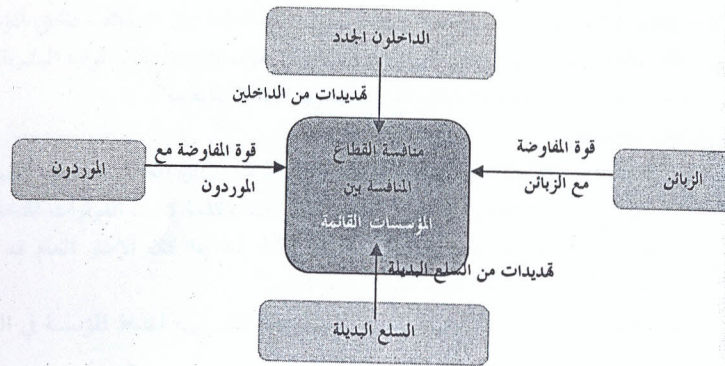 الداخلون الجدد
تهديدات من الداخلين
منافسة القطاع
المنافسة بين
المؤسسات القائمة
قوة المفاوضة
مع الزبائن
الزبائن
قوة المفاوضة مع
الموردون
الموردون
تهديدات من السلع البديلة
السلع البديلة